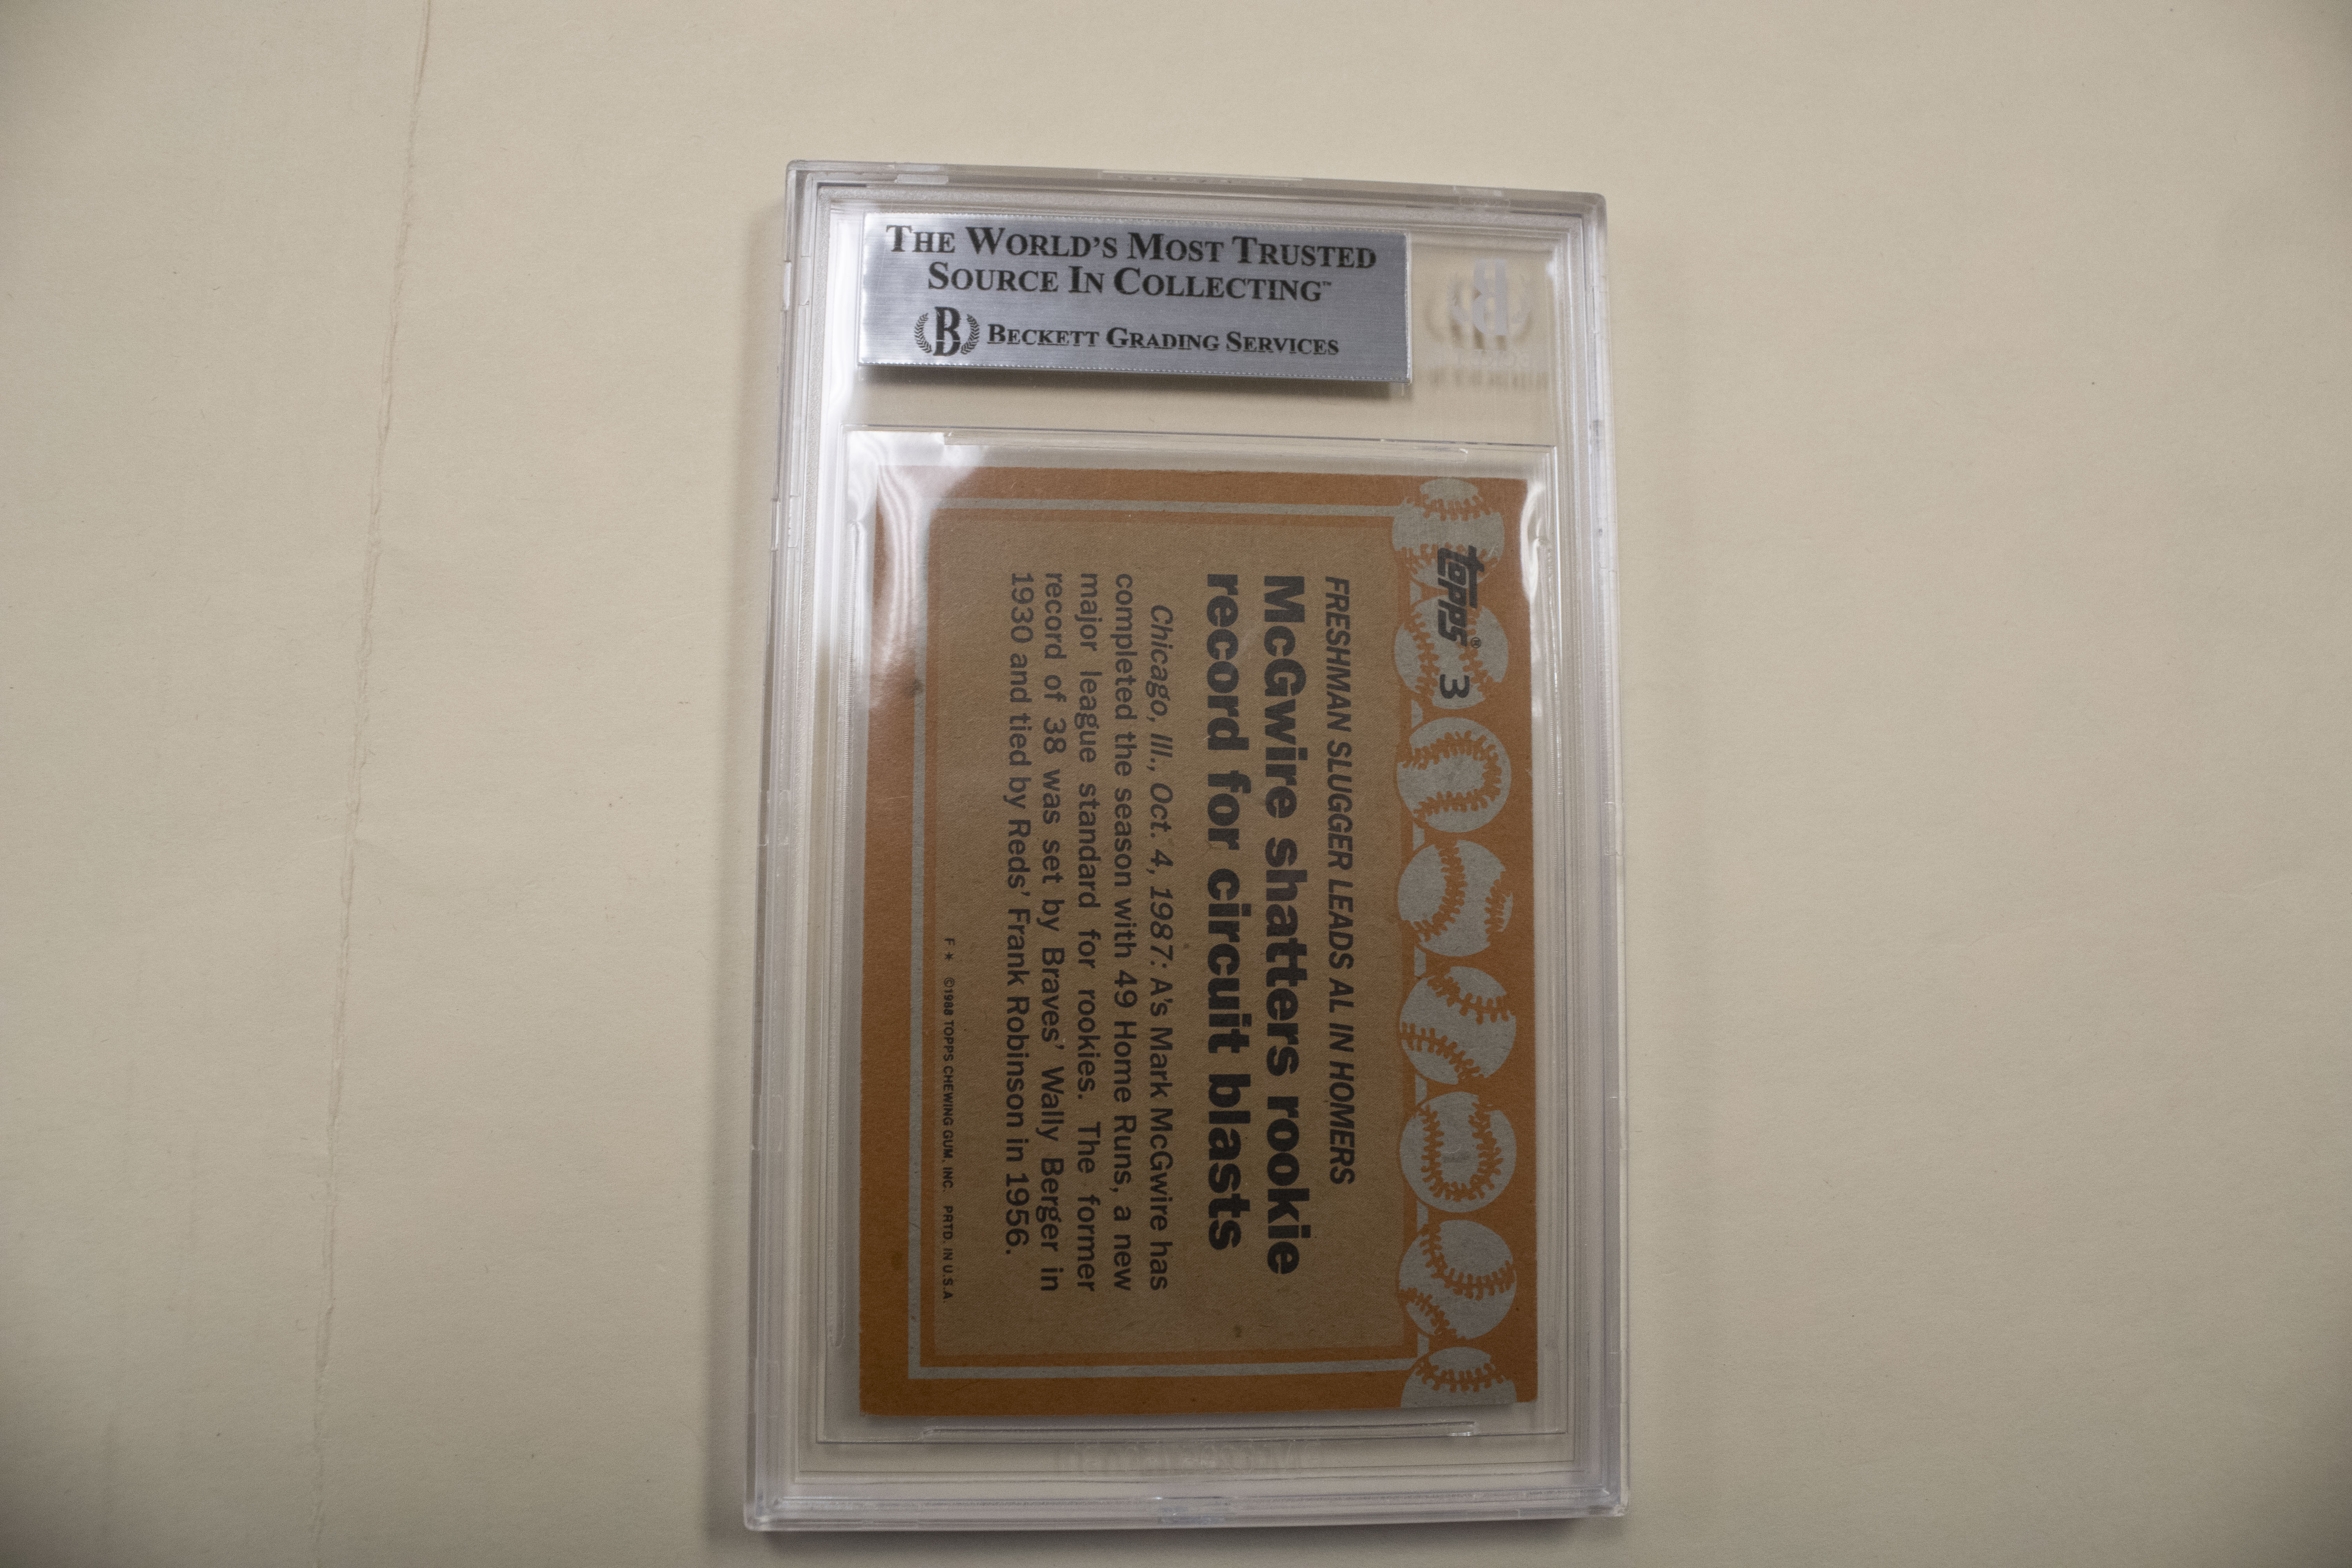 THE WORLD'S MOST TRUSTED
SOURCE IN COLLECTING™
B BECKETT GRADING SERVICES
B
topps® 3
FRESHMAN SLUGGER LEADS AL IN HOMERS
McGwire shatters rookie
record for circuit blasts
Chicago, Ill., Oct. 4, 1987: A's Mark McGwire has
completed the season with 49 Home Runs, a new
major league standard for rookies. The former
record of 38 was set by Braves' Wally Berger in
1930 and tied by Reds' Frank Robinson in 1956.
F* ©1988 TOPPS CHEWING GUM, INC. PRTD. IN U.S.A.